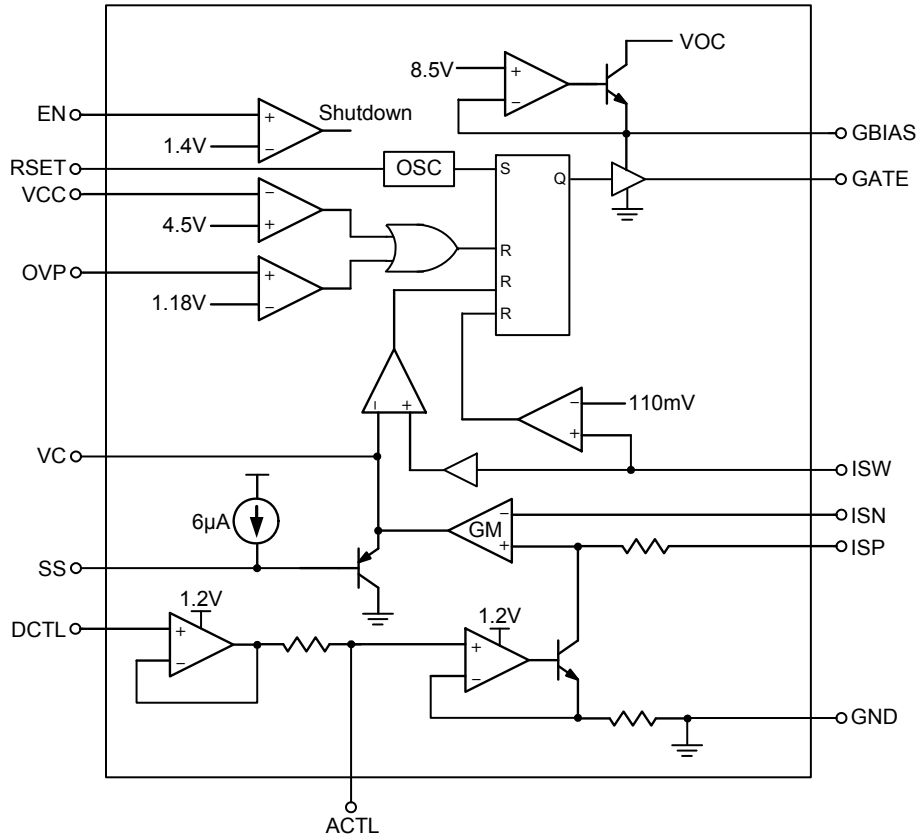 VOC
8.5V
+
−
EN
+
Shutdown
1.4V
−
GBIAS
RSET
OSC
S
Q
GATE
VCC
−
4.5V
+
R
OVP
+
R
1.18V
−
R
−
+
−
110mV
+
VC
ISW
6µA
GM
−
ISN
+
ISP
SS
1.2V
1.2V
DCTL
+
−
+
−
GND
ACTL